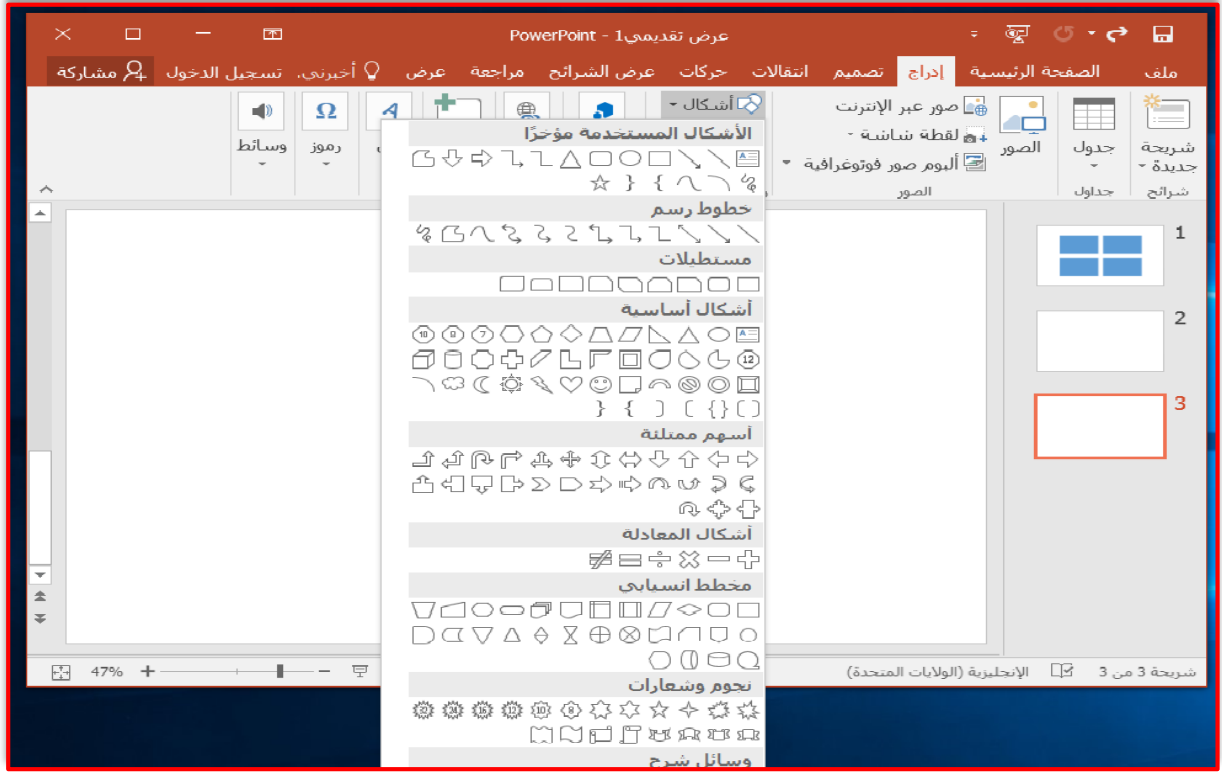 عرض تقديمي1 - PowerPoint
ملف الصفحة الرئيسية إدراج تصميم انتقالات حركات عرض الشرائح مراجعة عرض أخبرني. تسجيل الدخول مشاركة
شريحة جديدة
شرائح
جدول
جداول
الصور
صور عبر الإنترنت
لقطة شاشة
ألبوم صور فوتوغرافية
الصور
أشكال
رموز
وسائط
الأشكال المستخدمة مؤخرًا
خطوط رسم
مستطيلات
أشكال أساسية
أسهم ممتلئة
أشكال المعادلة
مخطط انسيابي
نجوم وشعارات
وسائل شرح
1
2
3
شريحة 3 من 3 الإنجليزية (الولايات المتحدة)
47%